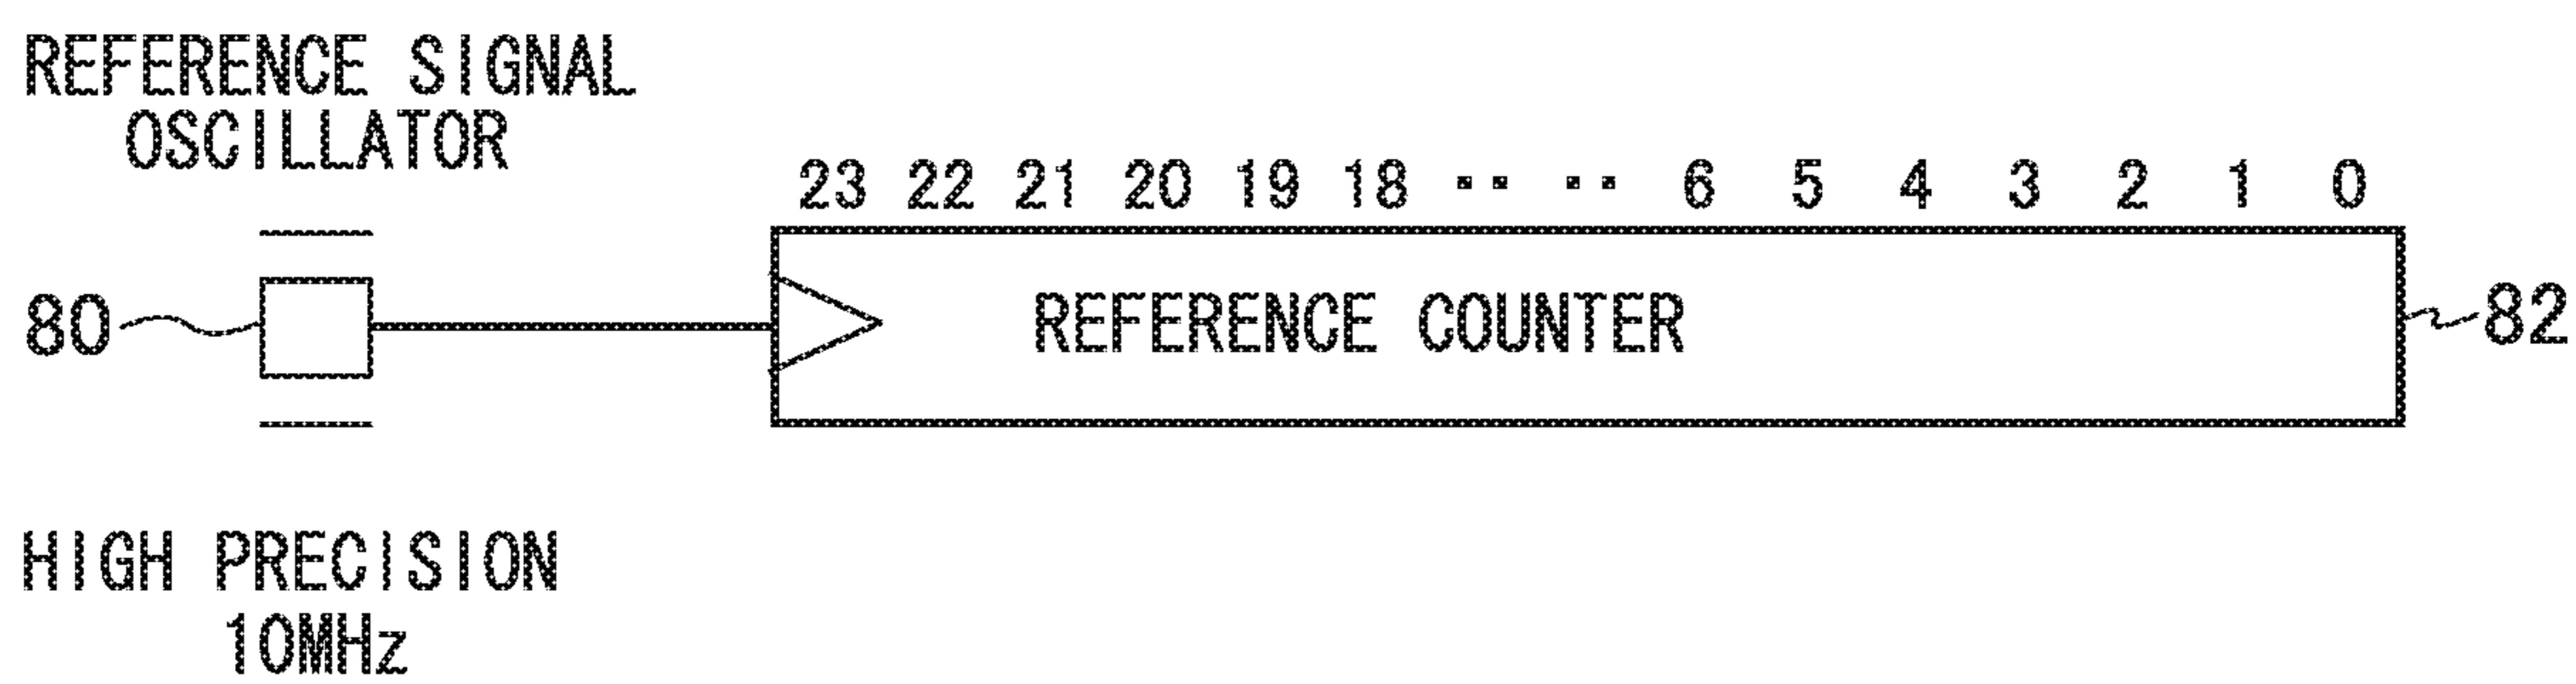 REFERENCE SIGNAL
OSCILLATOR
23 22 21 20 19 18 ・・ ・・ 6 5 4 3 2 1 0
80
REFERENCE COUNTER
82
HIGH PRECISION
10MHz